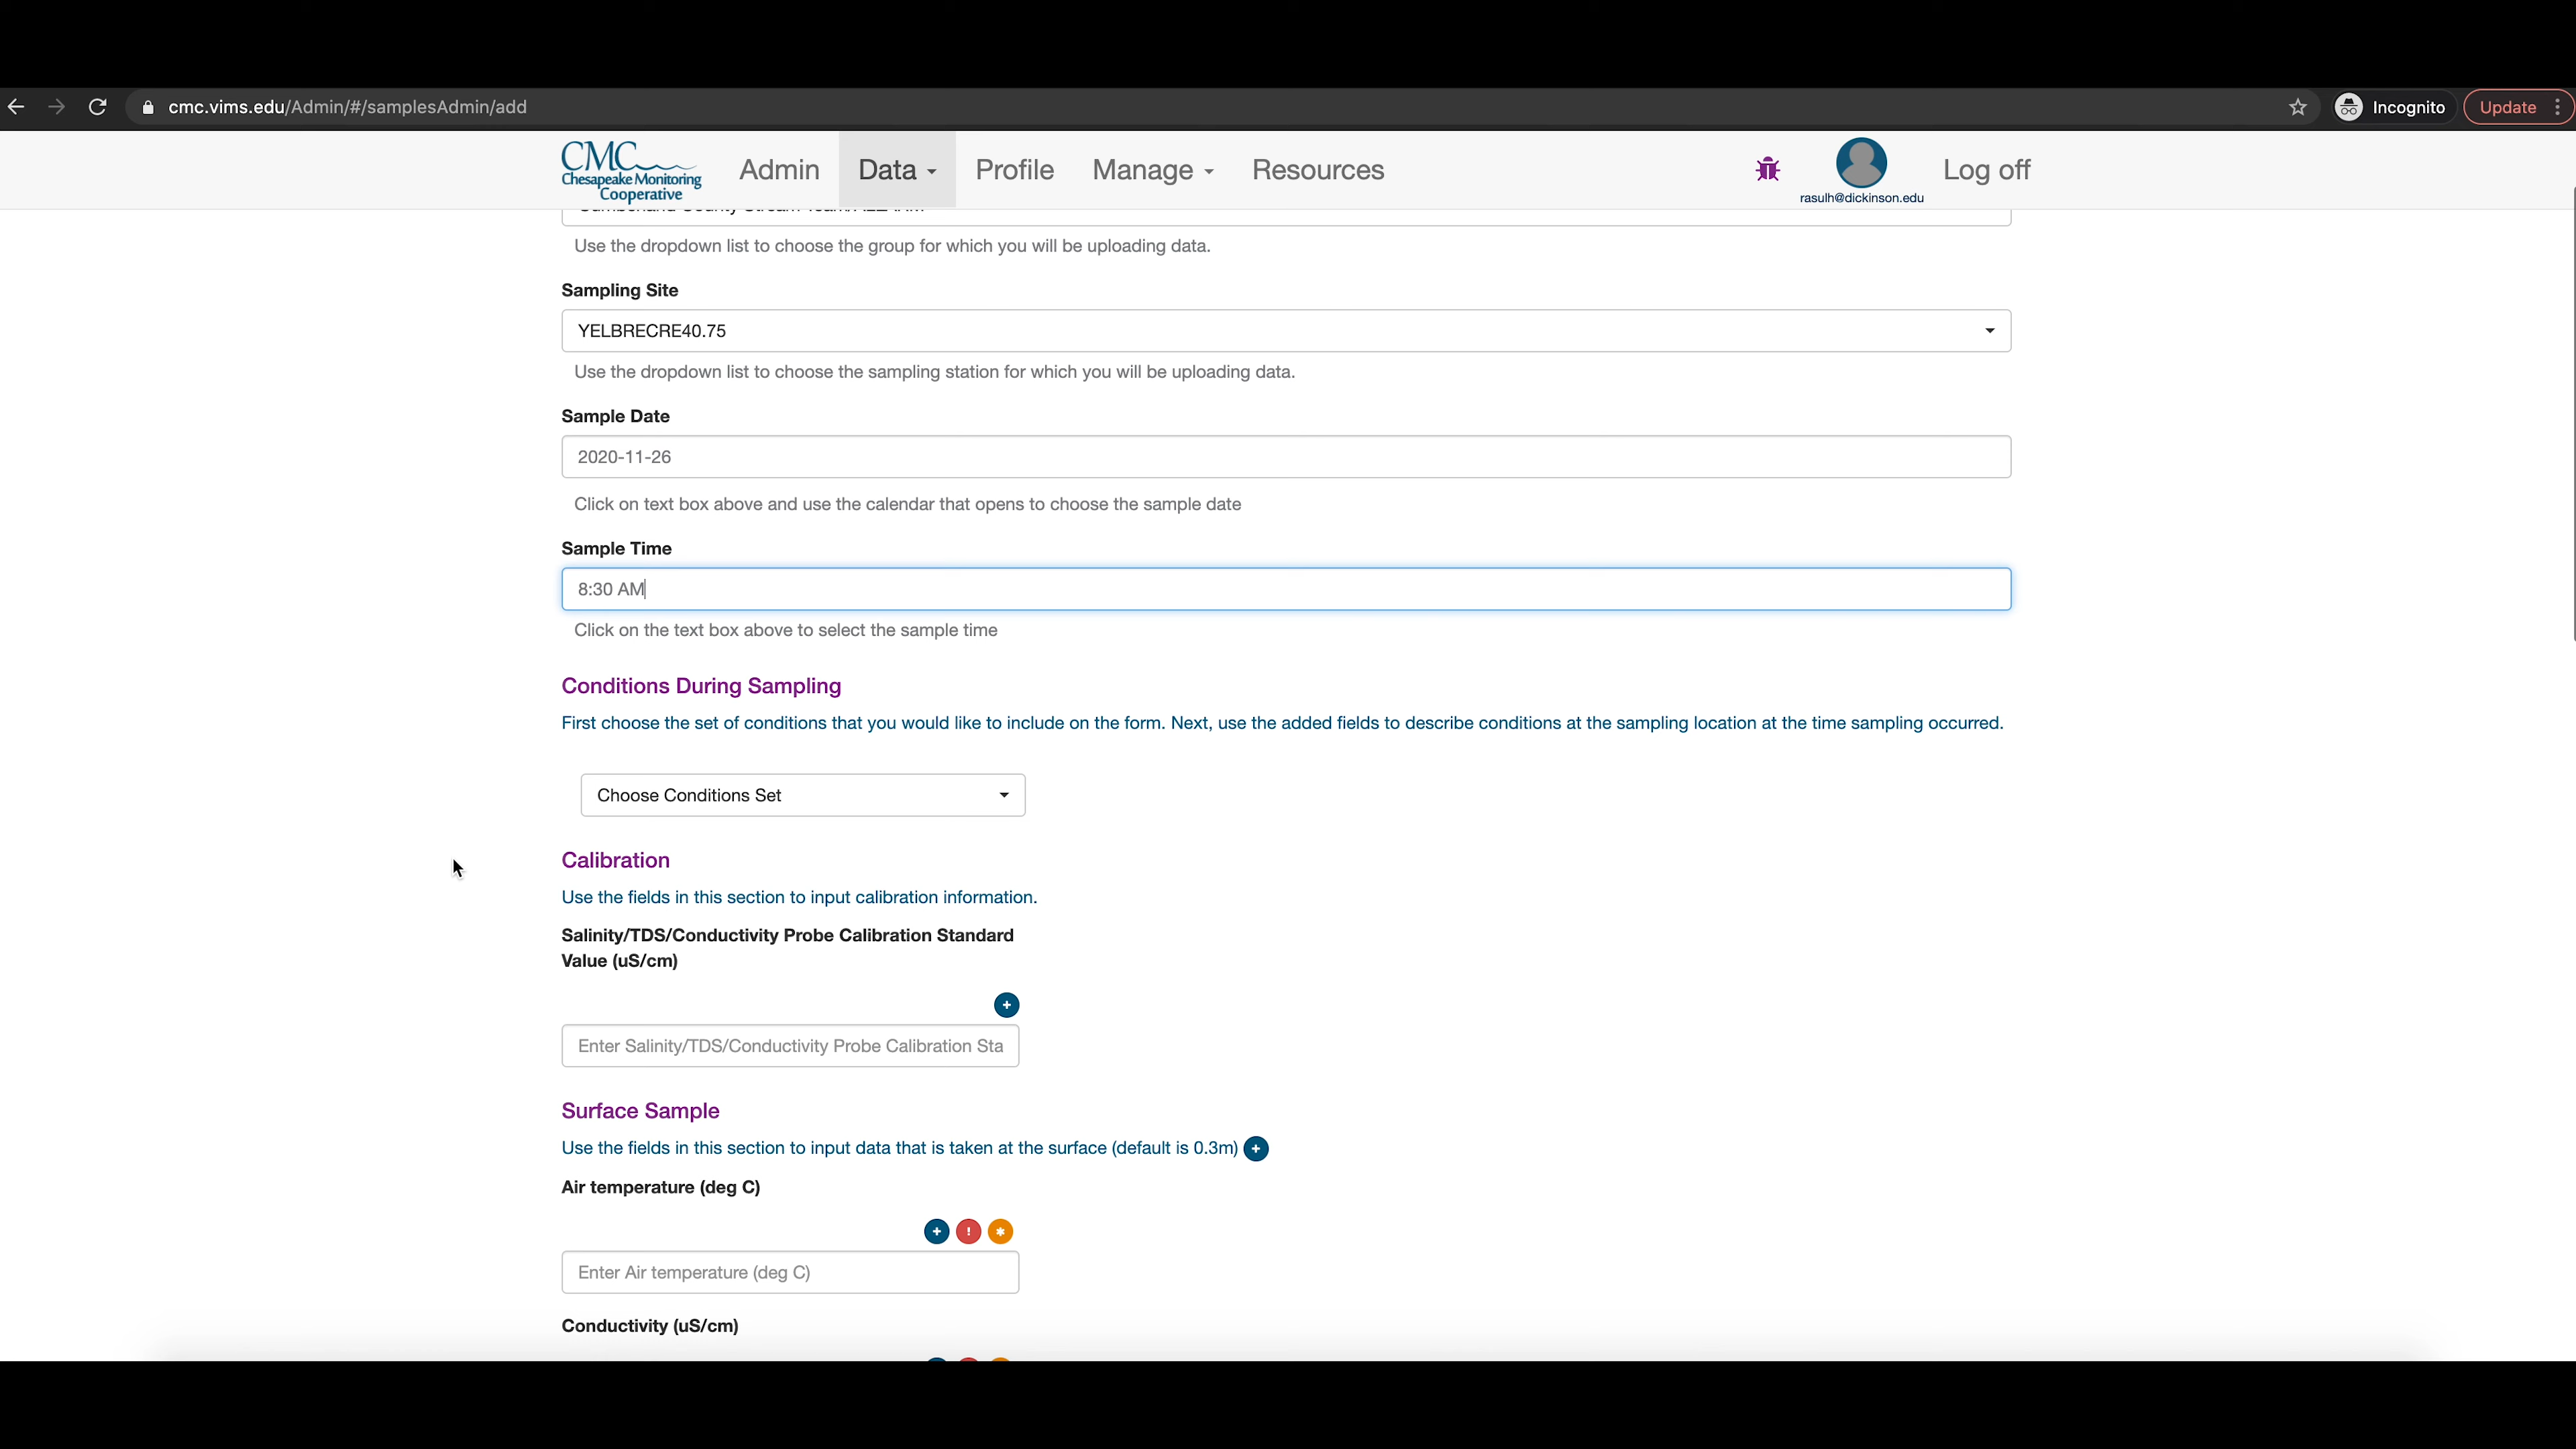 cmc.vims.edu/Admin/#/samplesAdmin/add
Incognito
Update
CMC
Chesapeake Monitoring
Cooperative
Admin
Data
Profile
Manage
Resources
rasulh@dickinson.edu
Log off
Use the dropdown list to choose the group for which you will be uploading data.
Sampling Site
YELBRECRE40.75
Use the dropdown list to choose the sampling station for which you will be uploading data.
Sample Date
2020-11-26
Click on text box above and use the calendar that opens to choose the sample date
Sample Time
8:30 AM
Click on the text box above to select the sample time
Conditions During Sampling
First choose the set of conditions that you would like to include on the form. Next, use the added fields to describe conditions at the sampling location at the time sampling occurred.
Choose Conditions Set
Calibration
Use the fields in this section to input calibration information.
Salinity/TDS/Conductivity Probe Calibration Standard
Value (uS/cm)
Enter Salinity/TDS/Conductivity Probe Calibration Sta
Surface Sample
Use the fields in this section to input data that is taken at the surface (default is 0.3m)
Air temperature (deg C)
Enter Air temperature (deg C)
Conductivity (uS/cm)